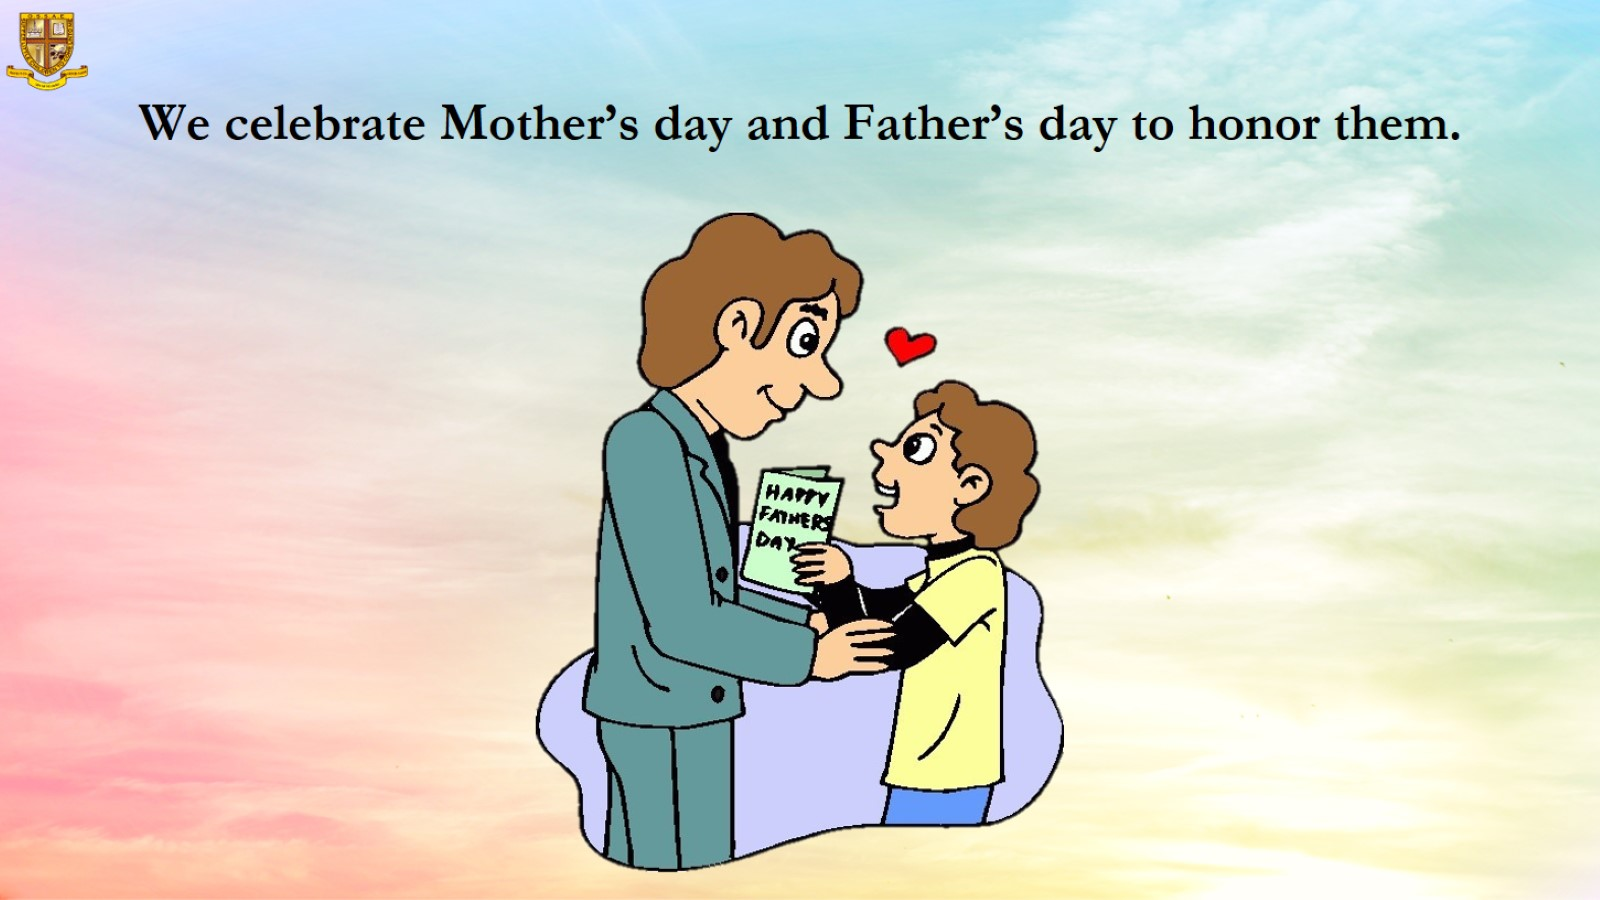 We celebrate Mother’s day and Father’s day to honor them.
HAPPY
FATHERS
DAY